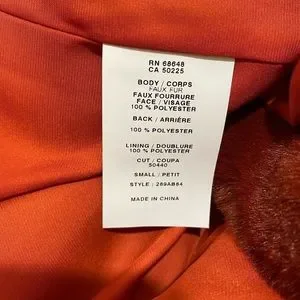 RN 68648
CA 50225
BODY / CORPS
FAUX FUR
FAUX FOURRURE
FACE / VISAGE
100 % POLYESTER
BACK / ARRIÈRE
100 % POLYESTER
LINING / DOUBLURE
100 % POLYESTER
CUT / COUPA
50440
SMALL / PETIT
STYLE : 289AB84
MADE IN CHINA